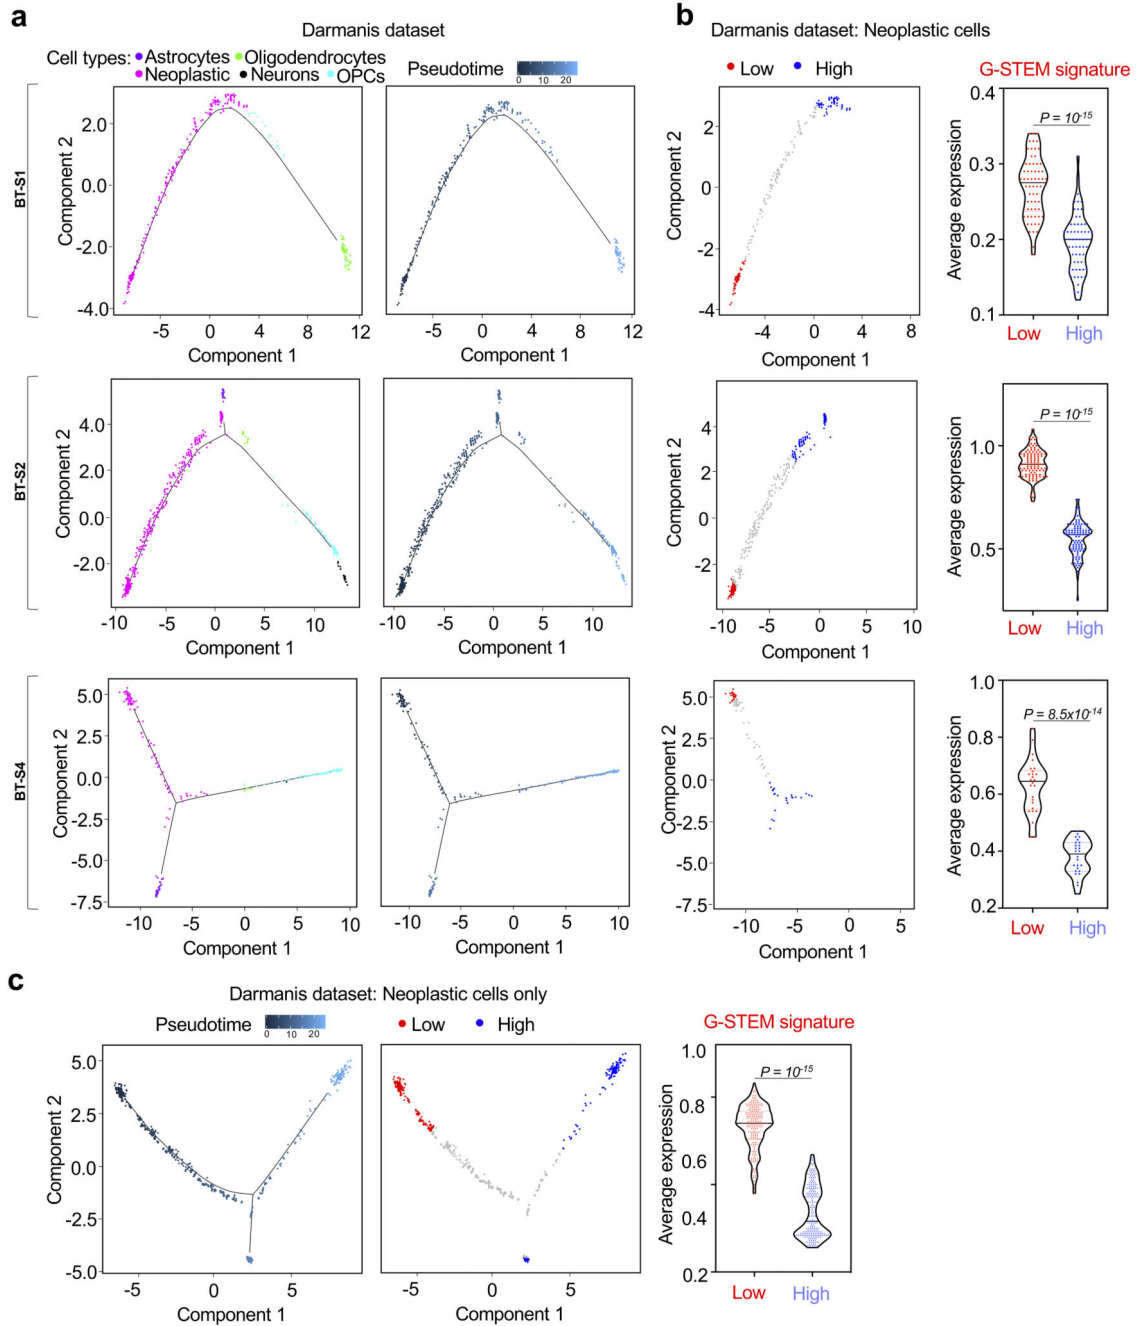 a
Darmanis dataset
Cell types: Astrocytes Oligodendrocytes
Neoplastic Neurons OPCs
Pseudotime
0 10 20
BT-S1
Component 2
2.0
0.0
-2.0
-4.0
-5 0 4 8 12
Component 1
-5 0 4 8 12
Component 1
BT-S2
Component 2
4.0
2.0
0.0
-2.0
-10 -5 0 5 10
Component 1
-10 -5 0 5 10
Component 1
BT-S4
Component 2
5.0
2.5
0.0
-2.5
-5.0
-7.5
-10 -5 0 5 10
Component 1
-10 -5 0 5 10
Component 1
b
Darmanis dataset: Neoplastic cells
Low High
G-STEM signature
Component 2
2
0
-2
-4
-4 0 4 8
Component 1
Average expression
0.4
0.3
0.2
0.1
P = 10-15
Low High
Component 2
4
2
0
-2
-10 -5 0 5 10
Component 1
Average expression
1.0
0.5
P = 10-15
Low High
Component 2
5.0
2.5
0.0
-2.5
-5.0
-7.5
-10 -5 0 5
Component 1
Average expression
1.0
0.8
0.6
0.4
0.2
P = 8.5x10-14
Low High
c
Darmanis dataset: Neoplastic cells only
Pseudotime
0 10 20
Low High
G-STEM signature
Component 2
5.0
2.5
0.0
-2.5
-5.0
-5 0 5
Component 1
-5 0 5
Component 1
Average expression
1.0
0.8
0.6
0.4
0.2
P = 10-15
Low High